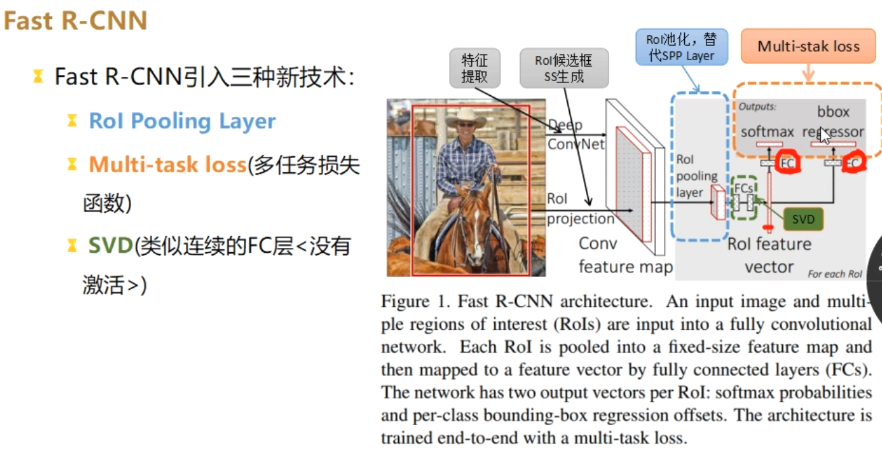 Fast R-CNN
Fast R-CNN引入三种新技术：
RoI Pooling Layer
Multi-task loss(多任务损失
函数)
SVD(类似连续的FC层<没有
激活>)
特征
提取
RoI候选框
SS生成
RoI池化，替
代SPP Layer
Multi-stak loss
Outputs:
bbox
softmax
regressor
Deep
ConvNet
RoI
projection
Conv
feature map
RoI
pooling
layer
FCs
FC
FC
SVD
RoI feature
vector
For each RoI
Figure 1. Fast R-CNN architecture. An input image and multi-
ple regions of interest (RoIs) are input into a fully convolutional
network. Each RoI is pooled into a fixed-size feature map and
then mapped to a feature vector by fully connected layers (FCs).
The network has two output vectors per RoI: softmax probabilities
and per-class bounding-box regression offsets. The architecture is
trained end-to-end with a multi-task loss.